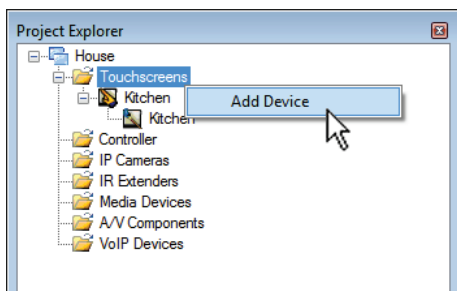 Project Explorer
House
Touchscreens
Kitchen
Add Device
Kitchen
Controller
IP Cameras
IR Extenders
Media Devices
A/V Components
VoIP Devices